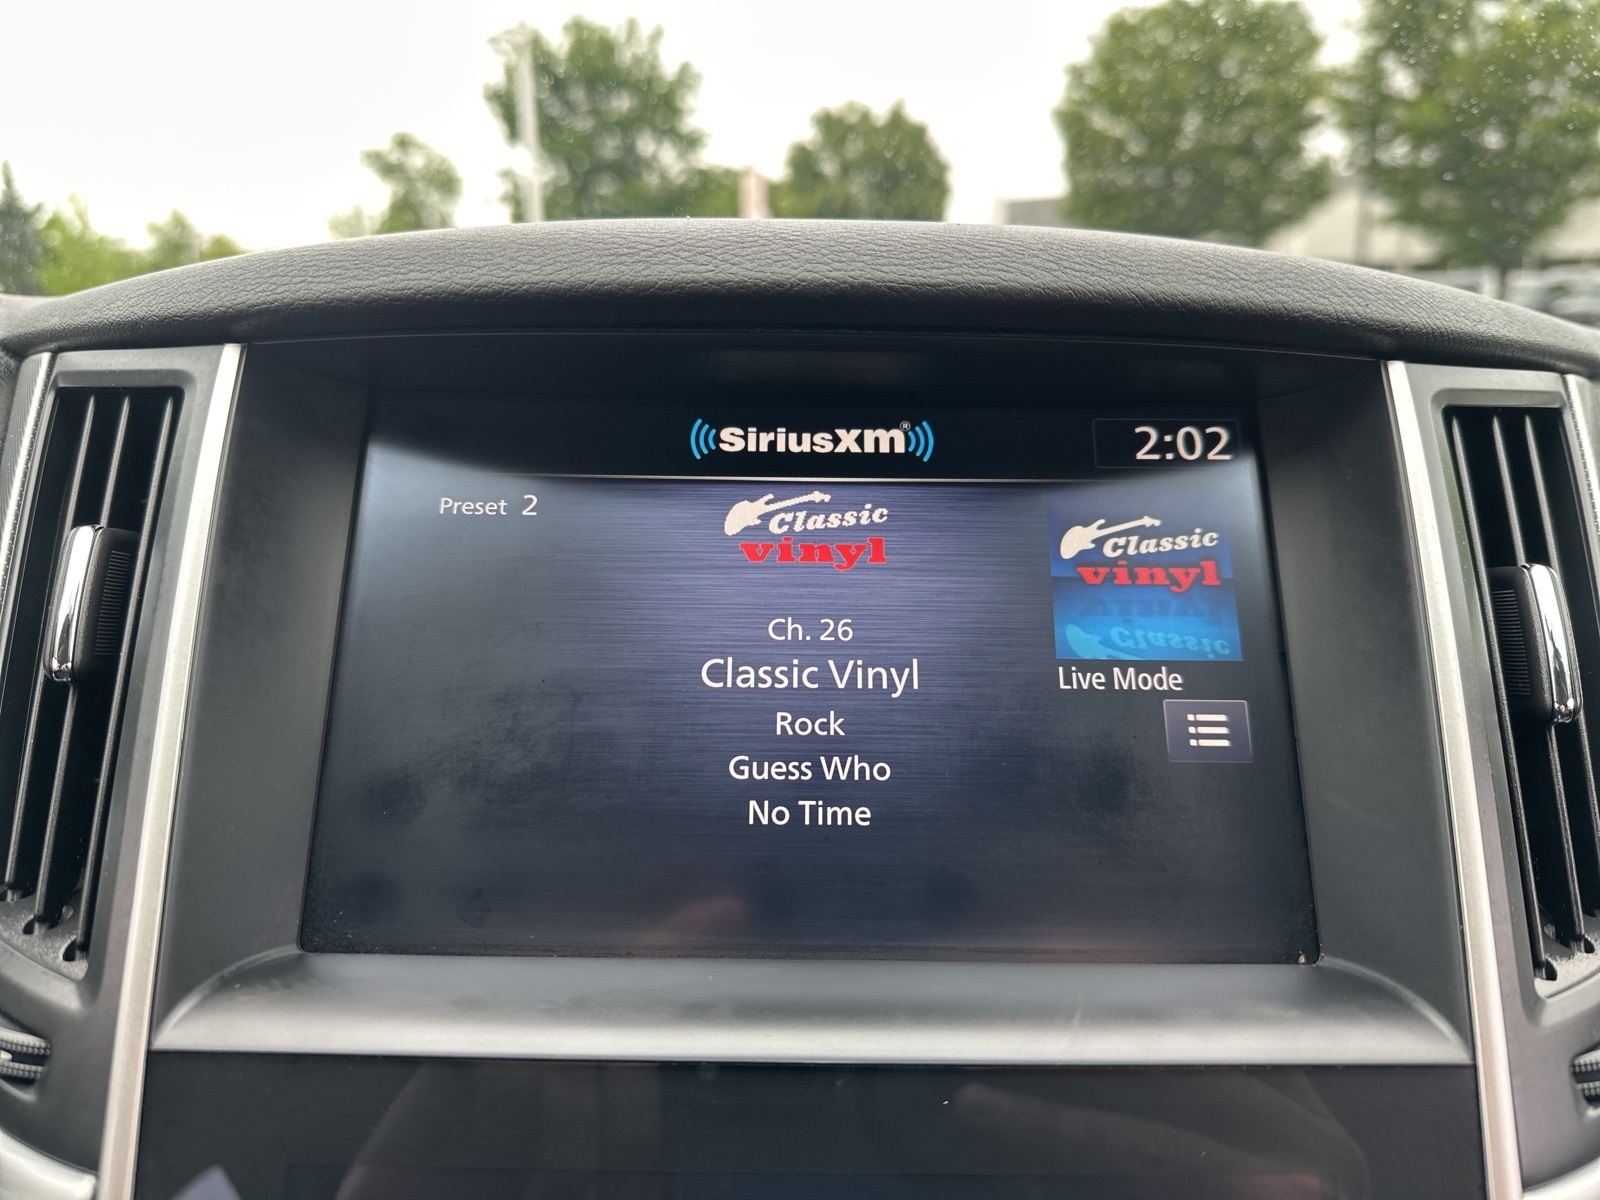 SiriusXM®
2:02
Preset 2
Classic
vinyl
Classic
vinyl
Classic
Ch. 26
Classic Vinyl
Live Mode
Rock
Guess Who
No Time